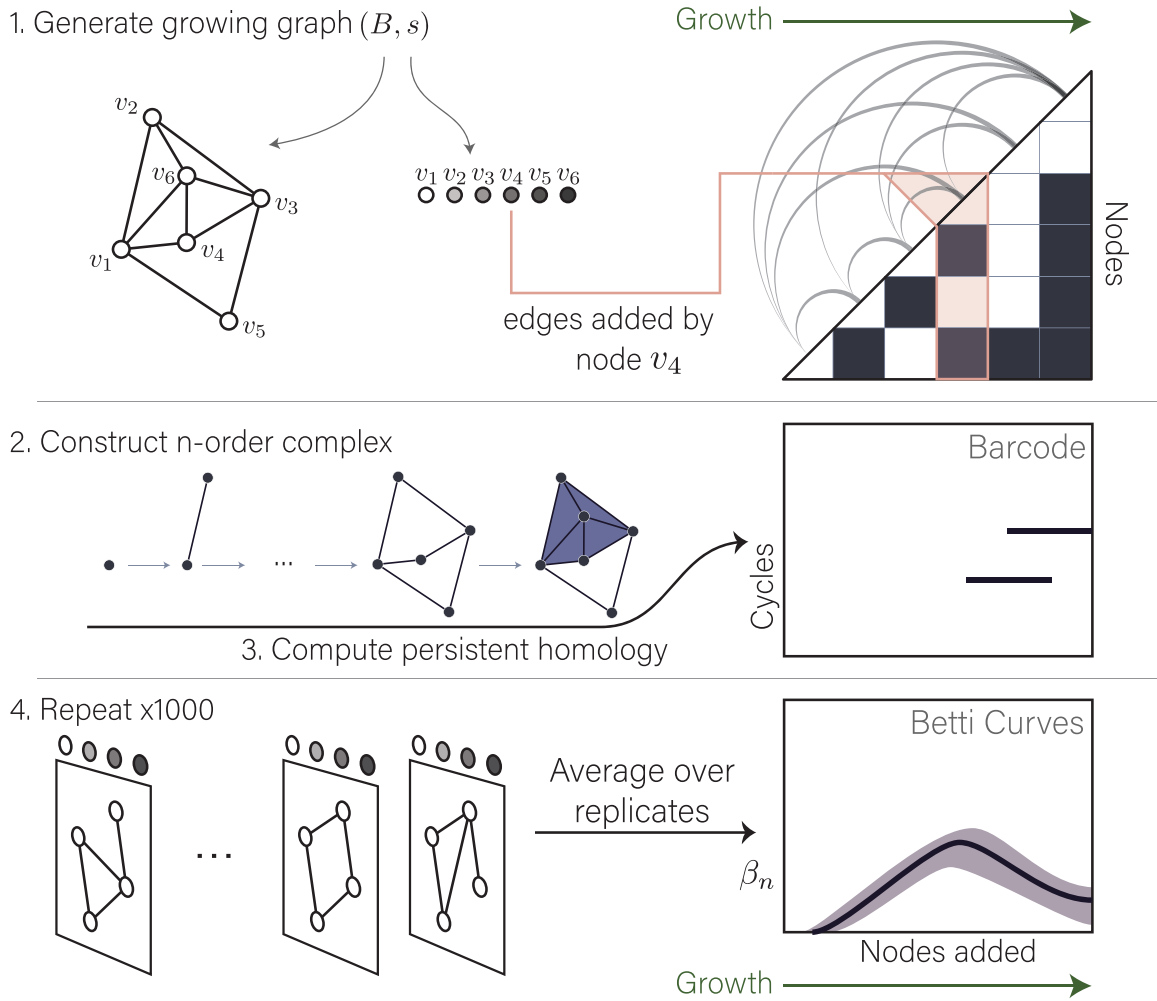 1. Generate growing graph (B, s)
Growth
v₂
v₆
v₃
v₄
v₁
v₅
v₁ v₂ v₃ v₄ v₅ v₆
edges added by
node v₄
Nodes
2. Construct n-order complex
...
Barcode
Cycles
3. Compute persistent homology
4. Repeat x1000
...
Average over
replicates
Betti Curves
βₙ
Nodes added
Growth